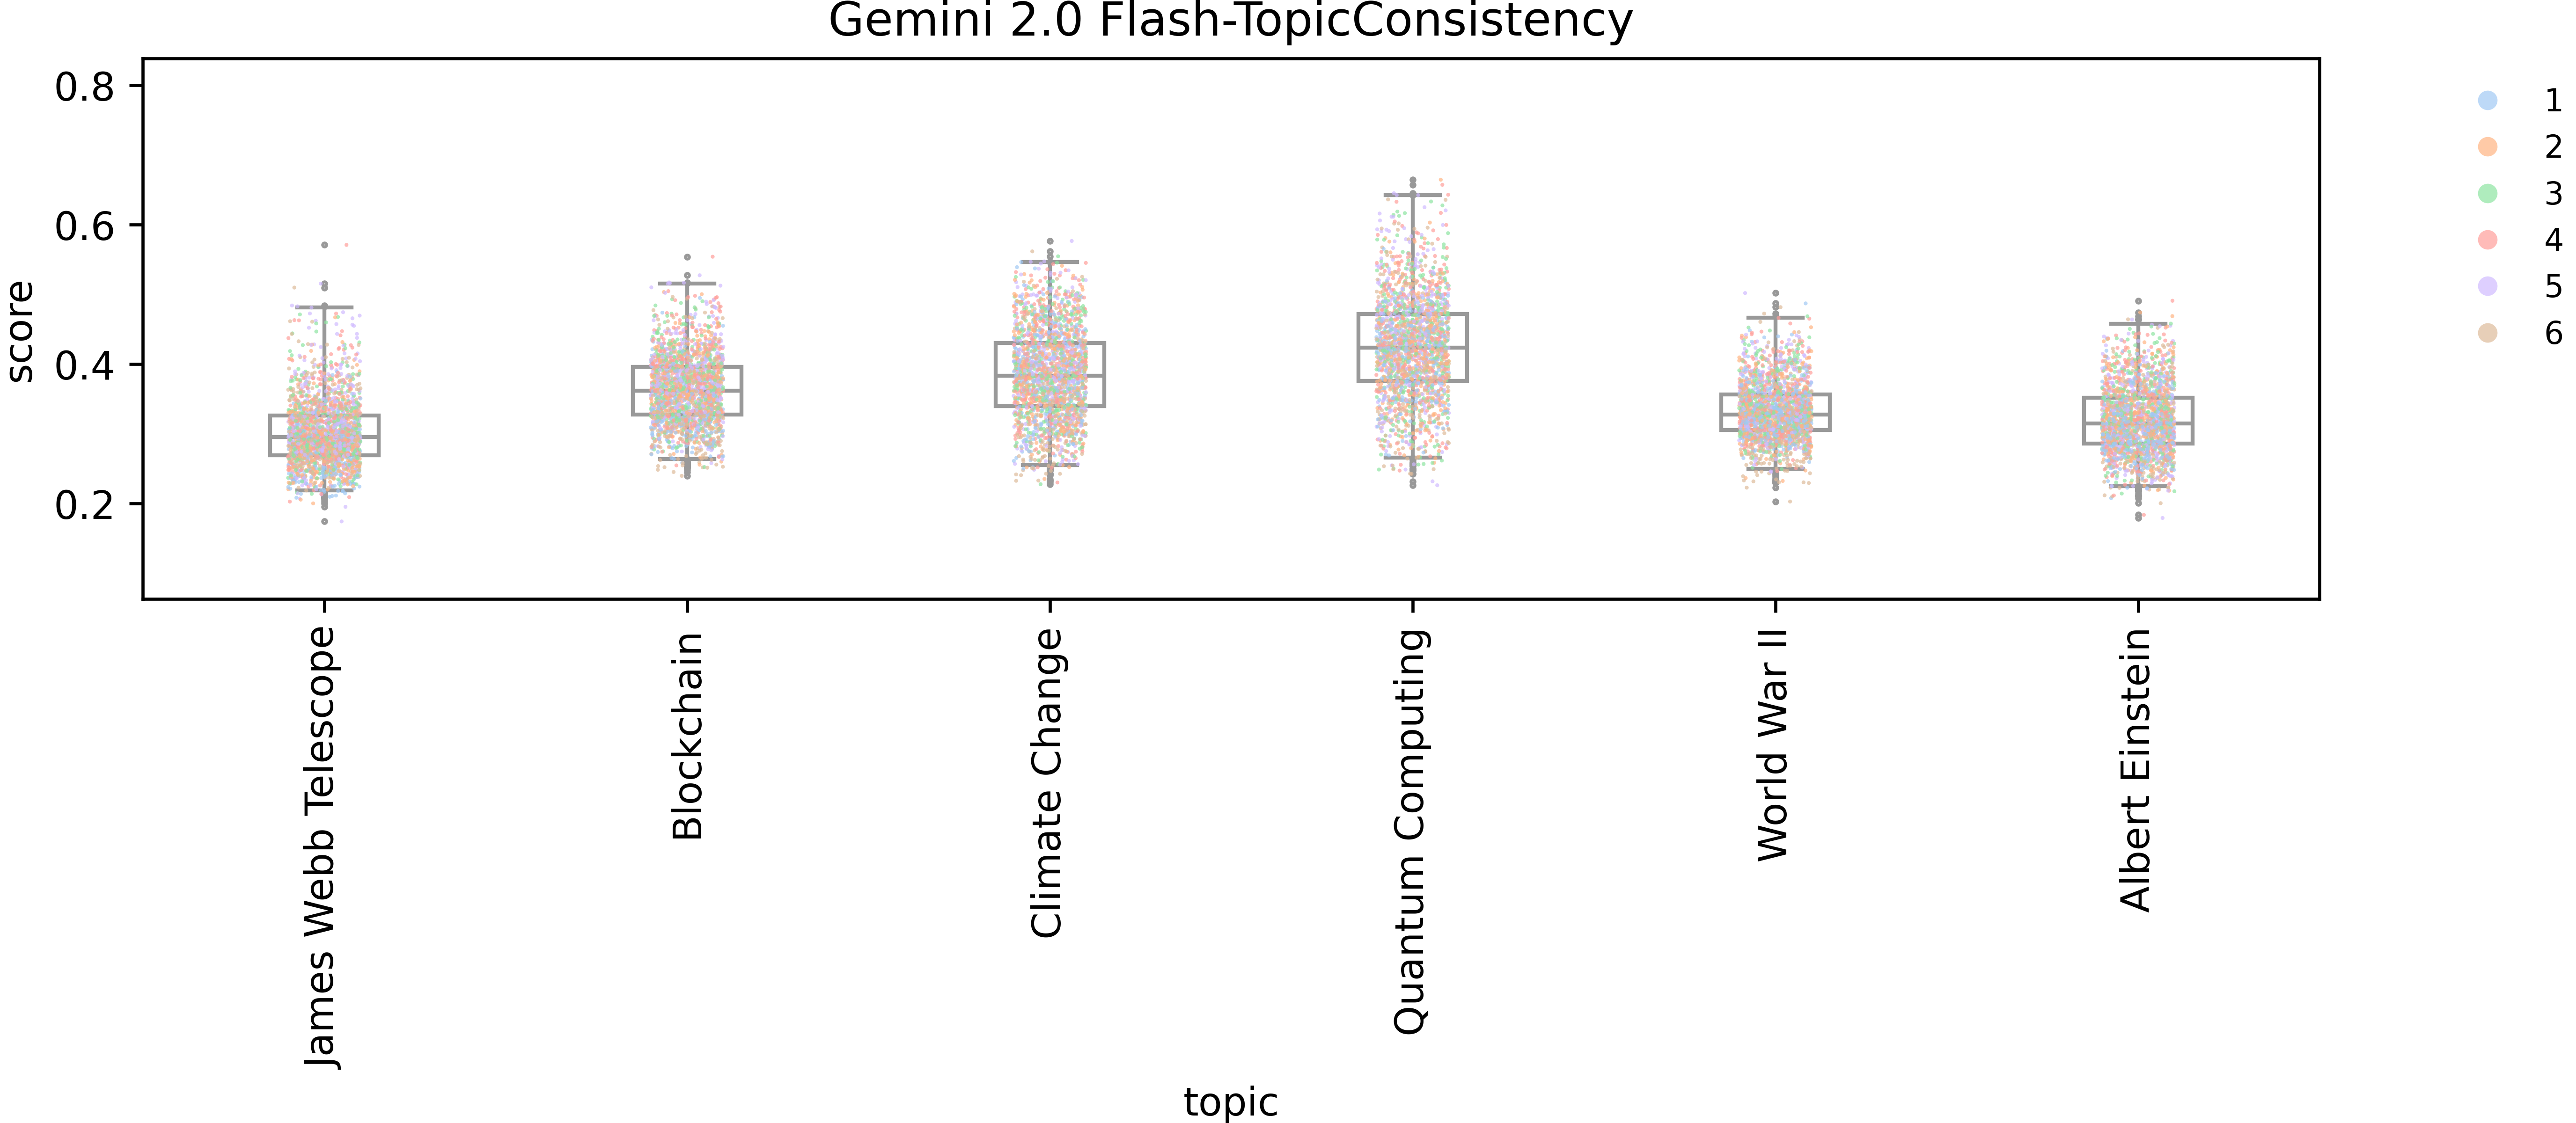 Gemini 2.0 Flash-TopicConsistency
score
0.8
0.6
0.4
0.2
James Webb Telescope
Blockchain
Climate Change
Quantum Computing
World War II
Albert Einstein
topic
1
2
3
4
5
6